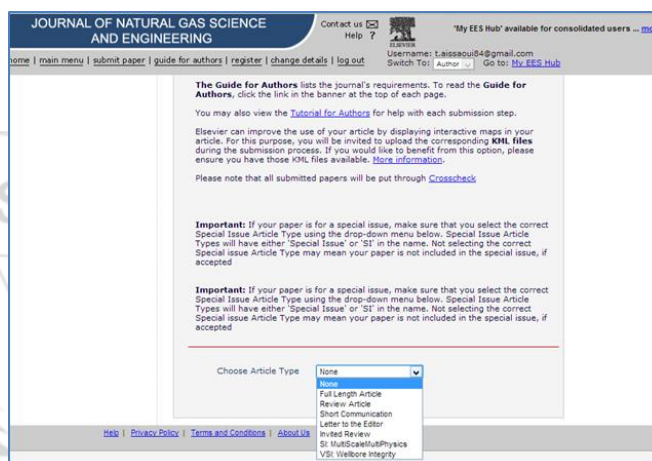 JOURNAL OF NATURAL GAS SCIENCE
AND ENGINEERING
Contact us
Help ?
ELSEVIER
'My EES Hub' available for consolidated users ...
home | main menu | submit paper | guide for authors | register | change details | log out
Username: t.aissaoui84@gmail.com
Switch To: Author Go to: My EES Hub
The Guide for Authors lists the journal's requirements. To read the Guide for
Authors, click the link in the banner at the top of each page.
You may also view the Tutorial for Authors for help with each submission step.
Elsevier can improve the use of your article by displaying interactive maps in your
article. For this purpose, you will be invited to upload the corresponding KML files
during the submission process. If you would like to benefit from this option, please
ensure you have those KML files available. More information.
Please note that all submitted papers will be put through Crosscheck
Important: If your paper is for a special issue, make sure that you select the correct
Special Issue Article Type using the drop-down menu below. Special Issue Article
Types will have either 'Special Issue' or 'SI' in the name. Not selecting the correct
Special Issue Article Type may mean your paper is not included in the special issue, if
accepted
Important: If your paper is for a special issue, make sure that you select the correct
Special Issue Article Type using the drop-down menu below. Special Issue Article
Types will have either 'Special Issue' or 'SI' in the name. Not selecting the correct
Special Issue Article Type may mean your paper is not included in the special issue, if
accepted
Choose Article Type None
None
Full Length Article
Review Article
Short Communication
Letter to the Editor
Invited Review
SI: MultiScaleMultiPhysics
VSI: Wellbore Integrity
Help | Privacy Policy | Terms and Conditions | About Us